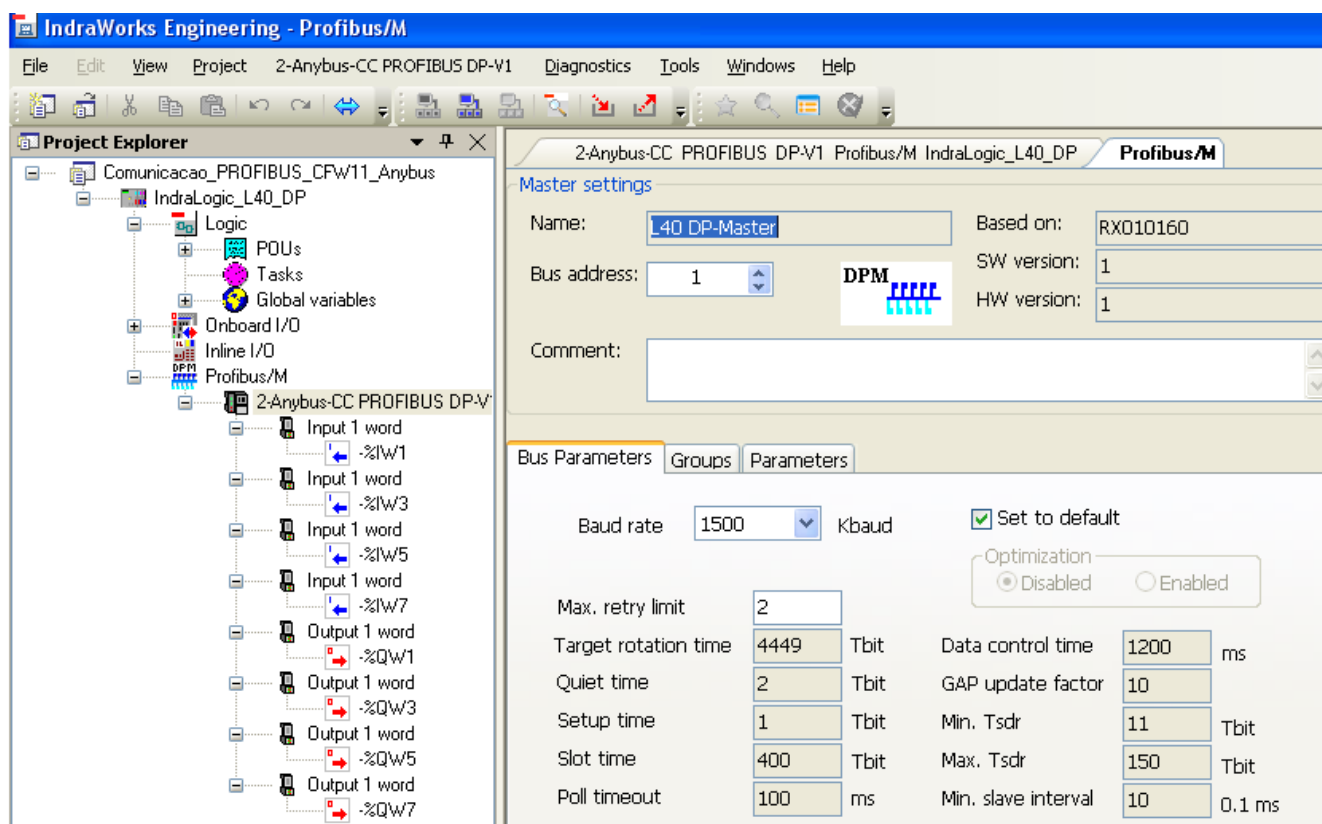 IndraWorks Engineering - Profibus/M
File Edit View Project 2-Anybus-CC PROFIBUS DP-V1 Diagnostics Tools Windows Help
Project Explorer
Comunicacao_PROFIBUS_CFW11_Anybus
IndraLogic_L40_DP
Logic
POUs
Tasks
Global variables
Onboard I/O
Inline I/O
DPM
Profibus/M
2-Anybus-CC PROFIBUS DP-V
Input 1 word
-%IW1
Input 1 word
-%IW3
Input 1 word
-%IW5
Input 1 word
-%IW7
Output 1 word
-%QW1
Output 1 word
-%QW3
Output 1 word
-%QW5
Output 1 word
-%QW7
2-Anybus-CC PROFIBUS DP-V1 Profibus/M IndraLogic_L40_DP Profibus/M
Master settings
Name: L40 DP-Master Based on: RX010160
Bus address: 1 DPM SW version: 1
HW version: 1
Comment:
Bus Parameters Groups Parameters
Baud rate 1500 Kbaud Set to default
Optimization
Disabled Enabled
Max. retry limit 2
Target rotation time 4449 Tbit Data control time 1200 ms
Quiet time 2 Tbit GAP update factor 10
Setup time 1 Tbit Min. Tsdr 11 Tbit
Slot time 400 Tbit Max. Tsdr 150 Tbit
Poll timeout 100 ms Min. slave interval 10 0.1 ms